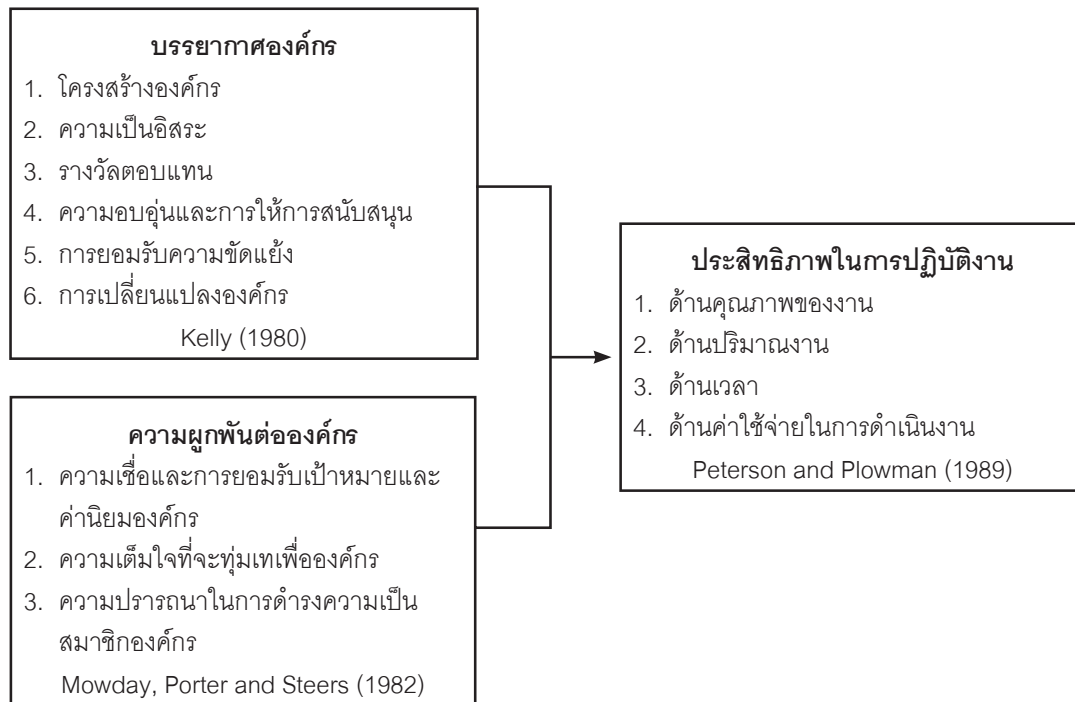 บรรยากาศองค์กร
1. โครงสร้างองค์กร
2. ความเป็นอิสระ
3. รางวัลตอบแทน
4. ความอบอุ่นและการให้การสนับสนุน
5. การยอมรับความขัดแย้ง
6. การเปลี่ยนแปลงองค์กร
Kelly (1980)
ความผูกพันต่อองค์กร
1. ความเชื่อและการยอมรับเป้าหมายและ
ค่านิยมองค์กร
2. ความเต็มใจที่จะทุ่มเทเพื่อองค์กร
3. ความปรารถนาในการดำรงความเป็น
สมาชิกองค์กร
Mowday, Porter and Steers (1982)
ประสิทธิภาพในการปฏิบัติงาน
1. ด้านคุณภาพของงาน
2. ด้านปริมาณงาน
3. ด้านเวลา
4. ด้านค่าใช้จ่ายในการดำเนินงาน
Peterson and Plowman (1989)